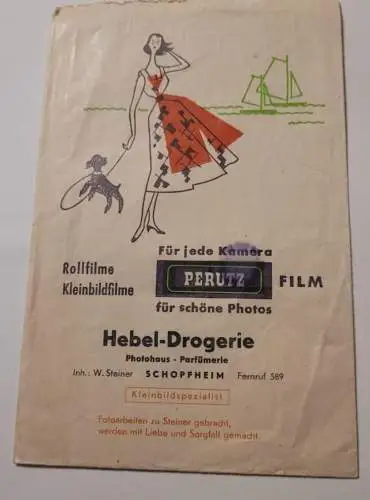 Für jede Kamera
Rollfilme
Kleinbildfilme
PERUTZ FILM
für schöne Photos
Hebel-Drogerie
Photohaus - Parfümerie
Inh.: W. Steiner SCHOPFHEIM Fernruf 589
Kleinbildspezialist
Fotoarbeiten zu Steiner gebracht,
werden mit Liebe und Sorgfalt gemacht.